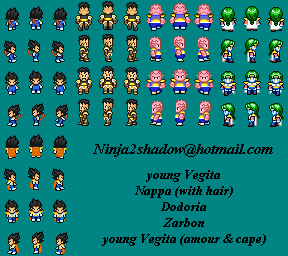 Ninja2shadow@hotmail.com
young Vegita
Nappa (with hair)
Dodoria
Zarbon
young Vegita (amour & cape)